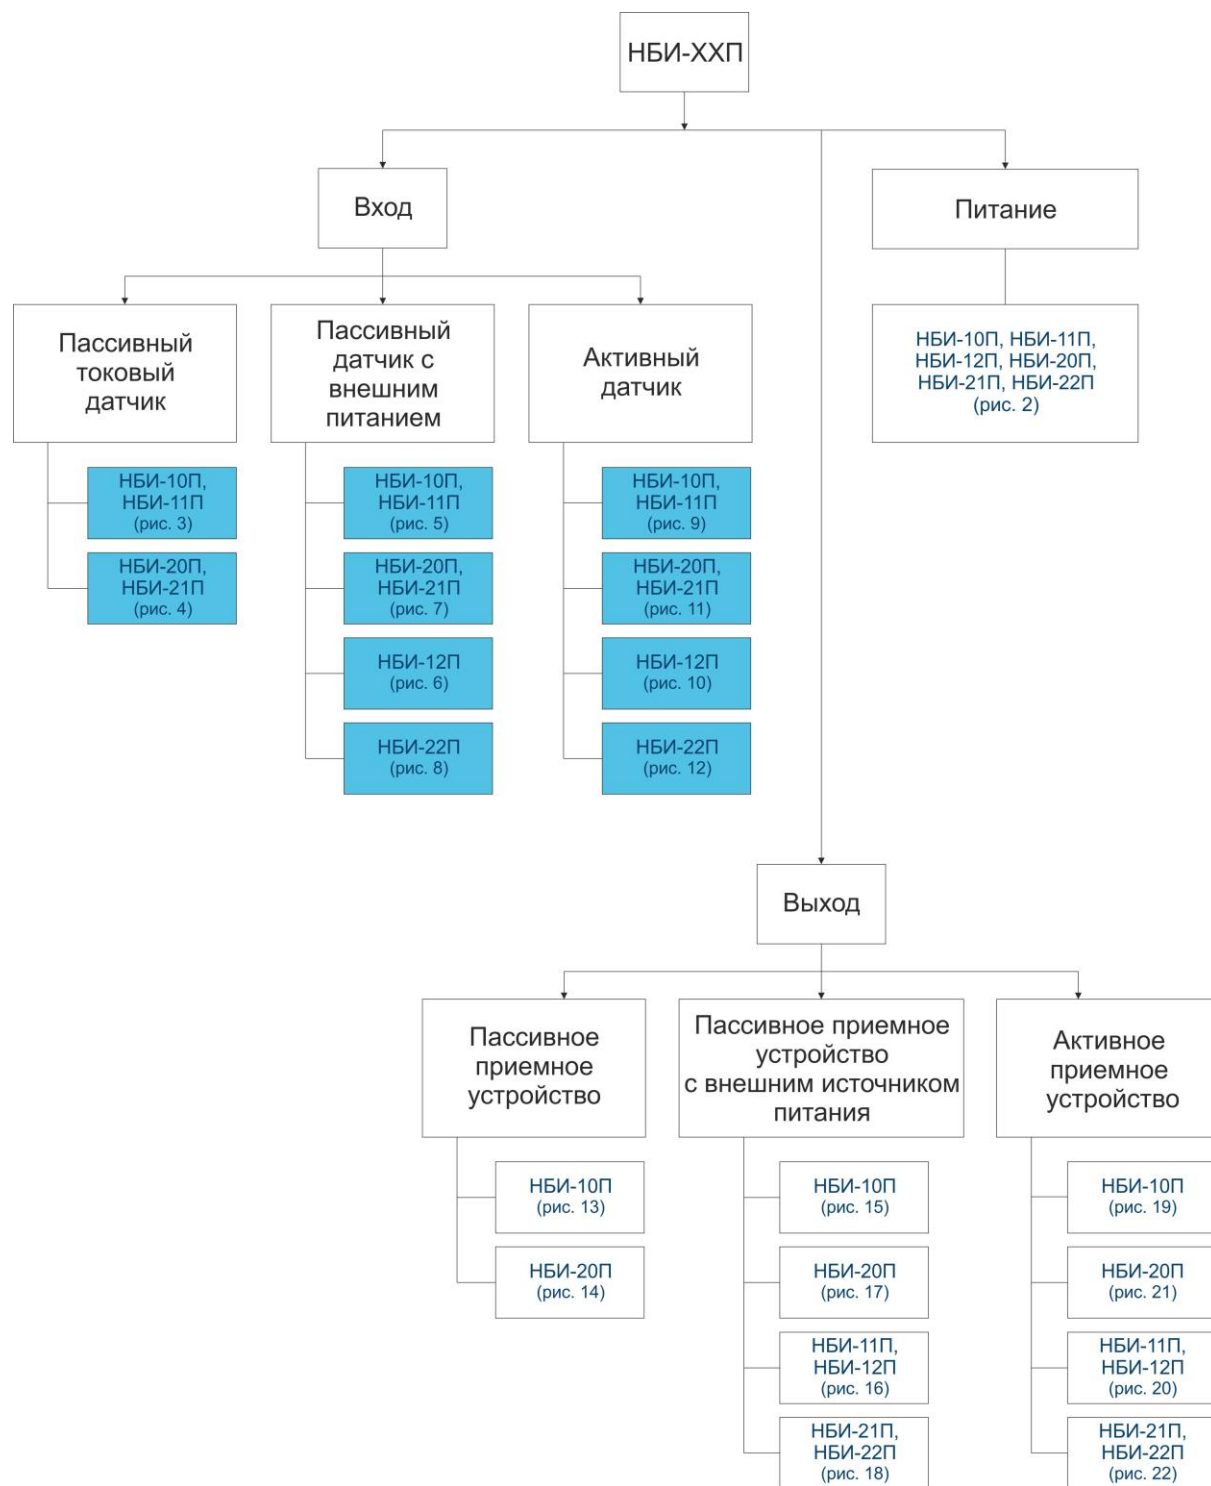 НБИ-ХХП
Вход
Питание
Пассивный
токовый
датчик
Пассивный
датчик с
внешним
питанием
Активный
датчик
НБИ-10П, НБИ-11П,
НБИ-12П, НБИ-20П,
НБИ-21П, НБИ-22П
(рис. 2)
НБИ-10П,
НБИ-11П
(рис. 3)
НБИ-20П,
НБИ-21П
(рис. 4)
НБИ-10П,
НБИ-11П
(рис. 5)
НБИ-20П,
НБИ-21П
(рис. 7)
НБИ-12П
(рис. 6)
НБИ-22П
(рис. 8)
НБИ-10П,
НБИ-11П
(рис. 9)
НБИ-20П,
НБИ-21П
(рис. 11)
НБИ-12П
(рис. 10)
НБИ-22П
(рис. 12)
Выход
Пассивное
приемное
устройство
Пассивное приемное
устройство
с внешним источником
питания
Активное
приемное
устройство
НБИ-10П
(рис. 13)
НБИ-20П
(рис. 14)
НБИ-10П
(рис. 15)
НБИ-20П
(рис. 17)
НБИ-11П,
НБИ-12П
(рис. 16)
НБИ-21П,
НБИ-22П
(рис. 18)
НБИ-10П
(рис. 19)
НБИ-20П
(рис. 21)
НБИ-11П,
НБИ-12П
(рис. 20)
НБИ-21П,
НБИ-22П
(рис. 22)